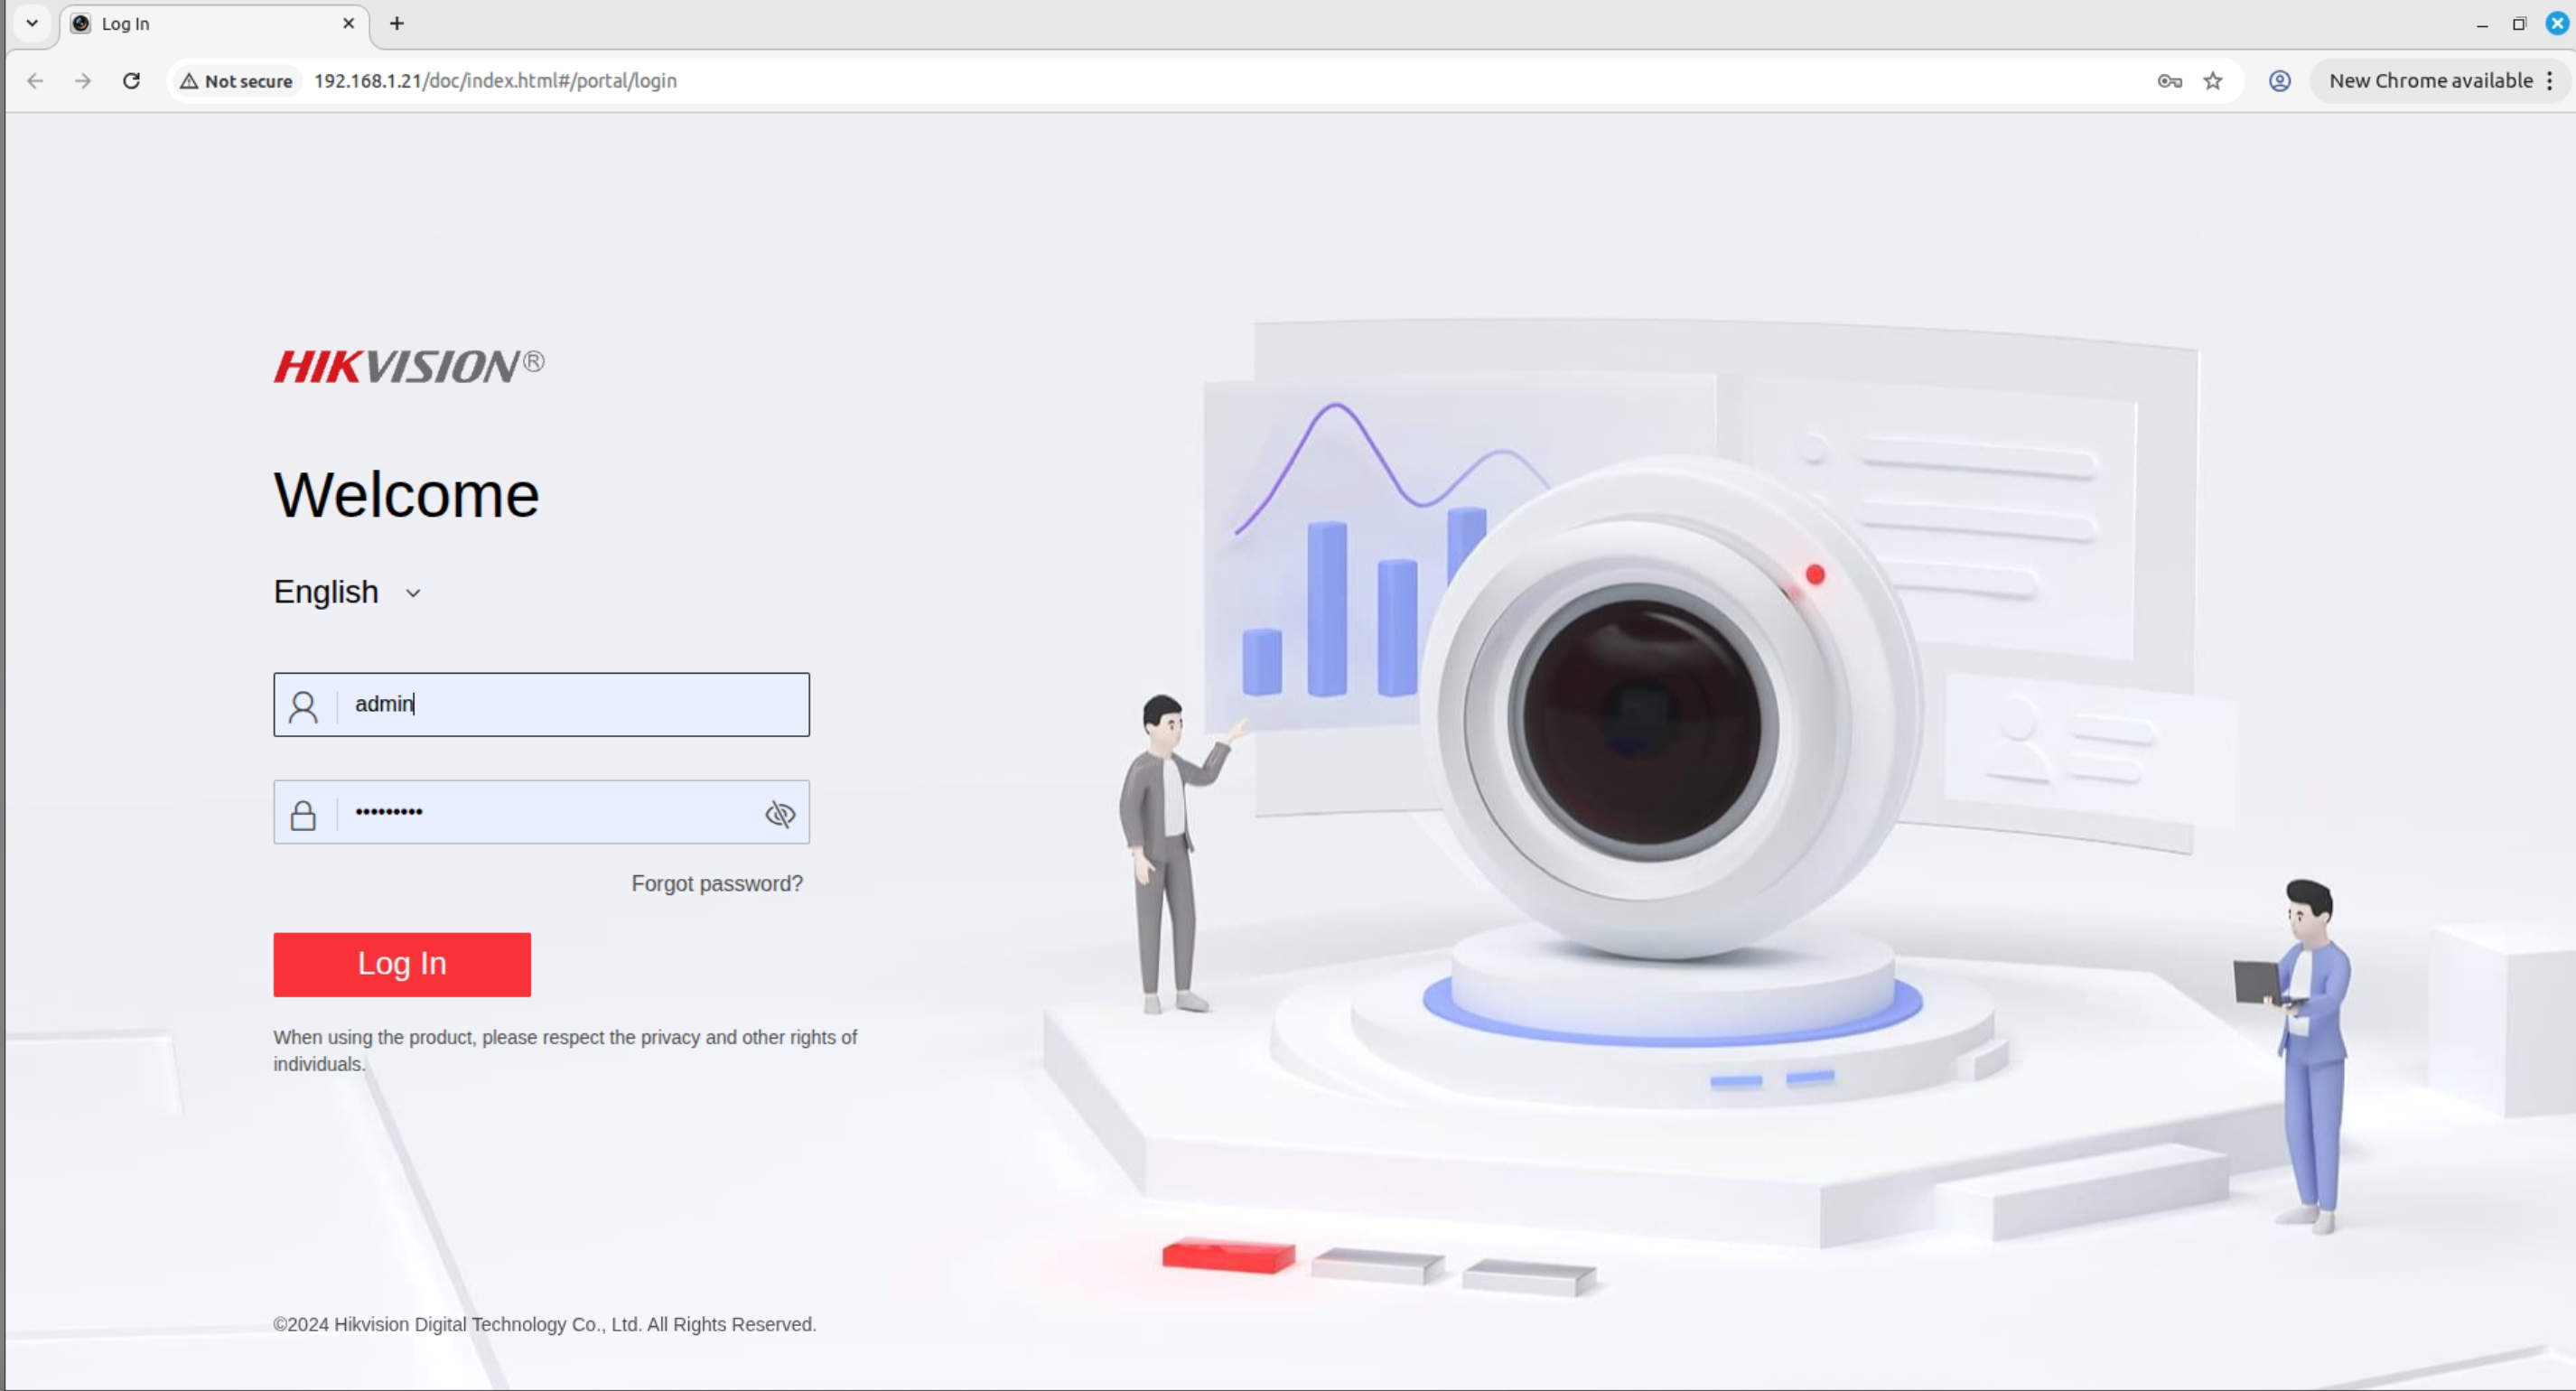 Log In
Not secure
192.168.1.21/doc/index.html#/portal/login
New Chrome available
HIKVISION®
Welcome
English
admin
•••••••••
Forgot password?
Log In
When using the product, please respect the privacy and other rights of
individuals.
©2024 Hikvision Digital Technology Co., Ltd. All Rights Reserved.